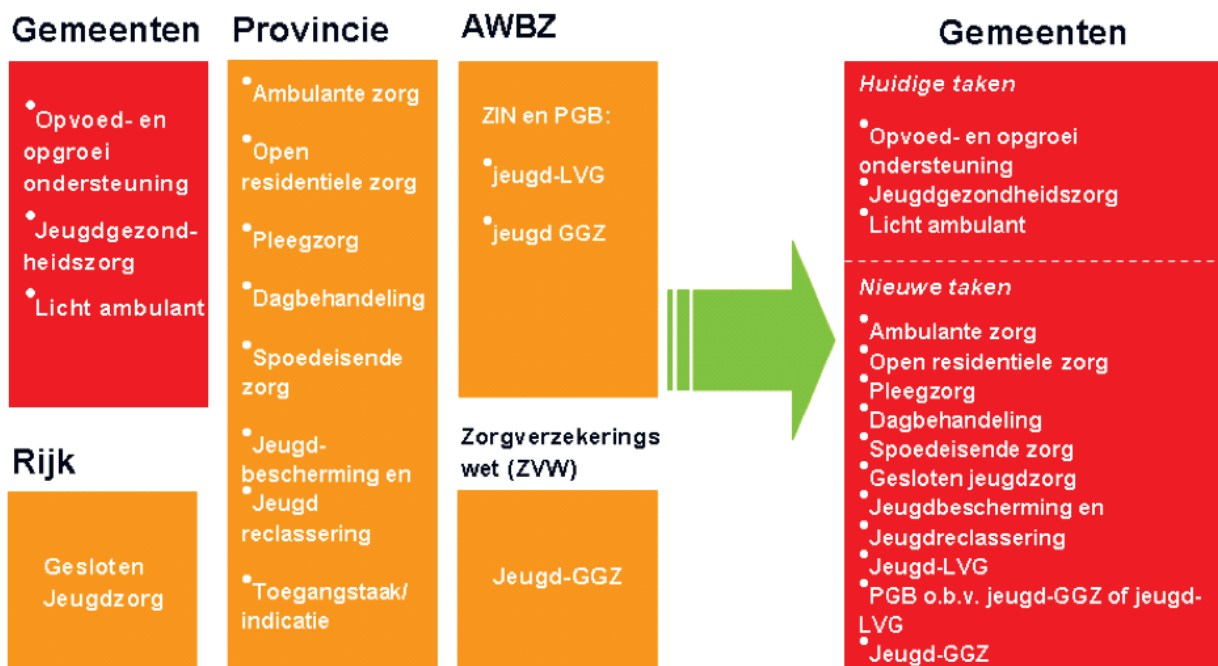 Gemeenten
•Opvoed- en
opgroei
ondersteuning
•Jeugdgezond-
heidszorg
•Licht ambulant
Rijk
Gesloten
Jeugdzorg
Provincie
•Ambulante zorg
•Open
residentiele zorg
•Pleegzorg
•Dagbehandeling
•Spoedeisende
zorg
•Jeugd-
bescherming en
•Jeugd
reclassering
•Toegangstaak/
indicatie
AWBZ
ZIN en PGB:
•jeugd-LVG
•jeugd GGZ
Zorgverzekerings
wet (ZVW)
Jeugd-GGZ
Gemeenten
Huidige taken
•Opvoed- en opgroei
ondersteuning
•Jeugdgezondheidszorg
•Licht ambulant
Nieuwe taken
•Ambulante zorg
•Open residentiele zorg
•Pleegzorg
•Dagbehandeling
•Spoedeisende zorg
•Gesloten jeugdzorg
•Jeugdbescherming en
•Jeugdreclassering
•Jeugd-LVG
•PGB o.b.v. jeugd-GGZ of jeugd-
LVG
•Jeugd-GGZ